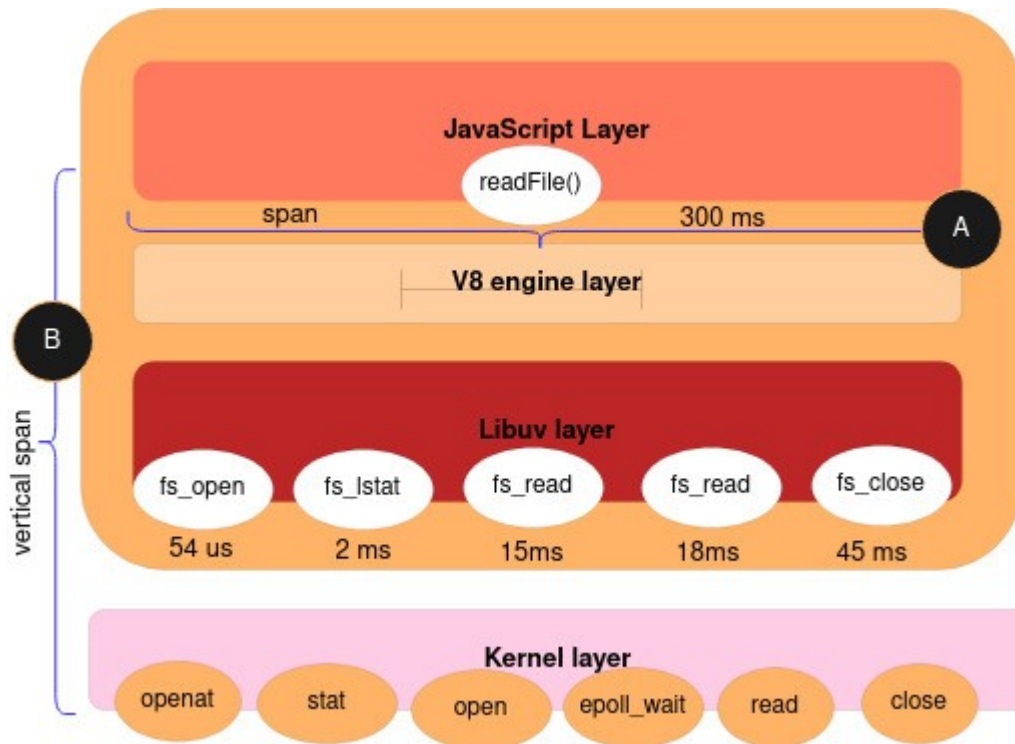 JavaScript Layer
readFile()
span
300 ms
A
V8 engine layer
B
vertical span
Libuv layer
fs_open
fs_lstat
fs_read
fs_read
fs_close
54 us
2 ms
15ms
18ms
45 ms
Kernel layer
openat
stat
open
epoll_wait
read
close